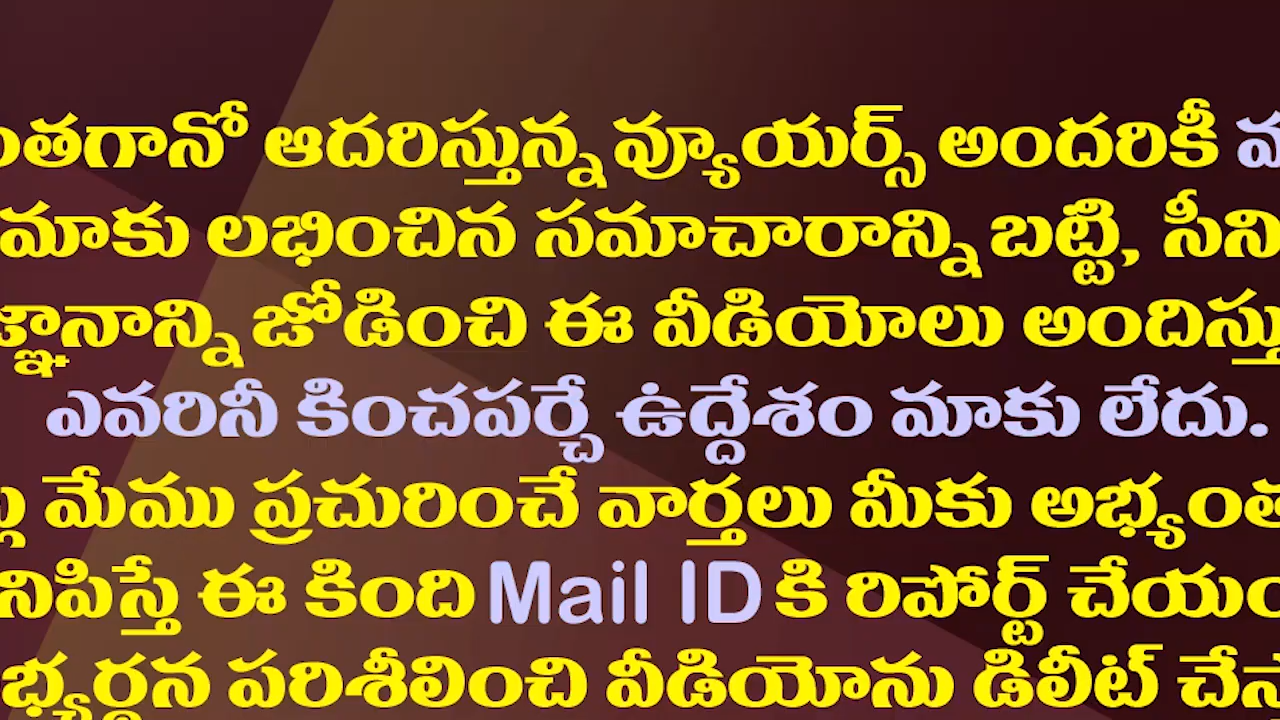 ంతగానో ఆదరిస్తున్న వ్యూయర్స్ అందరికీ
మాకు లభించిన సమాచారాన్ని బట్టి, సీని
జ్ఞానాన్ని జోడించి ఈ వీడియోలు అందిస్తు
ఎవరినీ కించపర్చే ఉద్దేశం మాకు లేదు.
మేము ప్రచురించే వార్తలు మీకు అభ్యంత
నిపిస్తే ఈ కింది Mail ID కి రిపోర్ట్ చేయం
భ్యర్థన పరిశీలించి వీడియోను డిలీట్ చేస